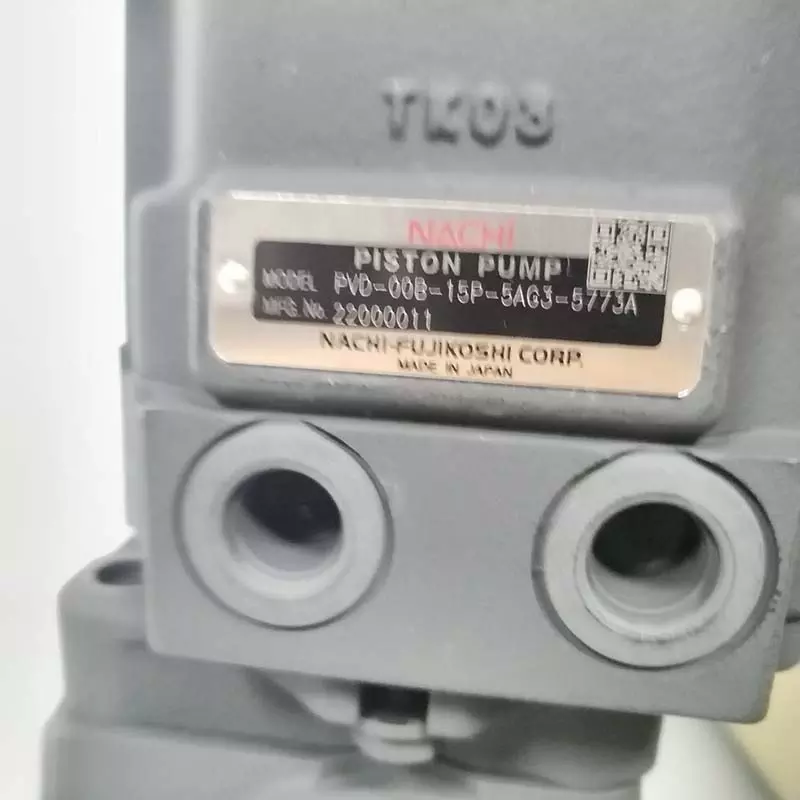 TK03
NACHI
PISTON PUMP
MODEL PVD-00B-15P-5AG3-5773A
MFG.No. 22000011
NACHI-FUJIKOSHI CORP.
MADE IN JAPAN